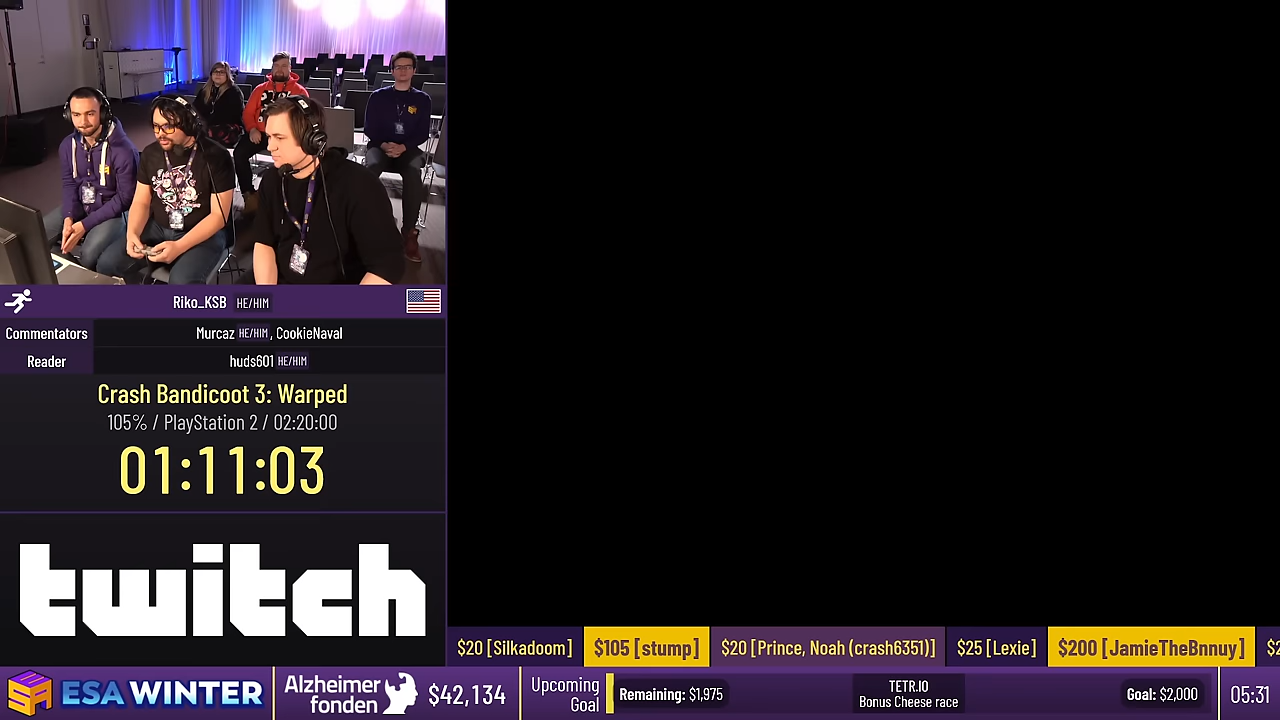 Riko_KSB HE/HIM
Commentators
Murcaz HE/HIM, CookieNaval
Reader
huds601 HE/HIM
Crash Bandicoot 3: Warped
105% / PlayStation 2 / 02:20:00
01:11:03
twitch
$20 [Silkadoom]
$105 [stump]
$20 [Prince, Noah (crash6351)]
$25 [Lexie]
$200 [JamieTheBnnuy]
ESA WINTER
Alzheimer
fonden
$42,134
Upcoming
Goal
Remaining: $1,975
TETR.IO
Bonus Cheese race
Goal: $2,000
05:31